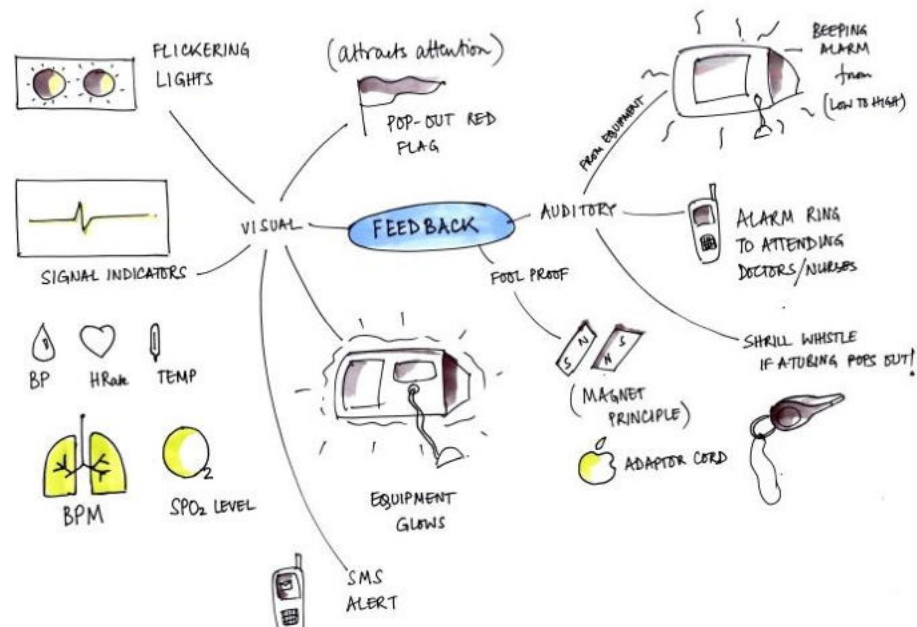 FLICKERING
LIGHTS
(attracts attention)
POP-OUT RED
FLAG
BEEPING
ALARM
from
(LOW TO HIGH)
FROM EQUIPMENT
VISUAL
FEEDBACK
AUDITORY
ALARM RING
TO ATTENDING
DOCTORS/NURSES
SIGNAL INDICATORS
FOOL PROOF
BP
HRate
TEMP
S N
N S
(MAGNET
PRINCIPLE)
ADAPTOR CORD
SHRILL WHISTLE
IF A TUBING POPS OUT!
BPM
O2
SPO2 LEVEL
EQUIPMENT
GLOWS
SMS
ALERT